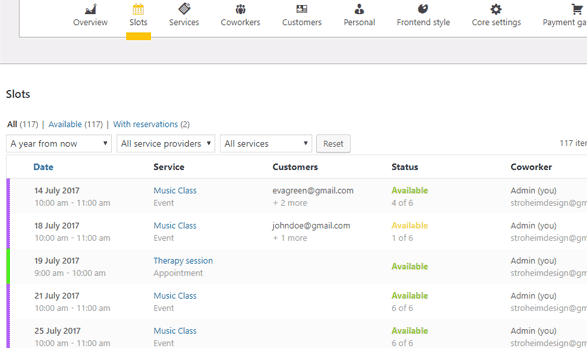 Overview Slots Services Coworkers Customers Personal Frontend style Core settings Payment ga
Slots
All (117) | Available (117) | With reservations (2)
A year from now All service providers All services Reset 117 iter
Date Service Customers Status Coworker
14 July 2017 Music Class evagreen@gmail.com Available Admin (you)
10:00 am - 11:00 am Event + 2 more 4 of 6 stroheimdesign@gm
18 July 2017 Music Class johndoe@gmail.com Available Admin (you)
10:00 am - 11:00 am Event + 1 more 1 of 6 stroheimdesign@gm
19 July 2017 Therapy session Available Admin (you)
9:00 am - 10:00 am Appointment stroheimdesign@gm
21 July 2017 Music Class Available Admin (you)
10:00 am - 11:00 am Event 6 of 6 stroheimdesign@gm
25 July 2017 Music Class Available Admin (you)
10:00 am - 11:00 am Event 6 of 6 stroheimdesign@gm